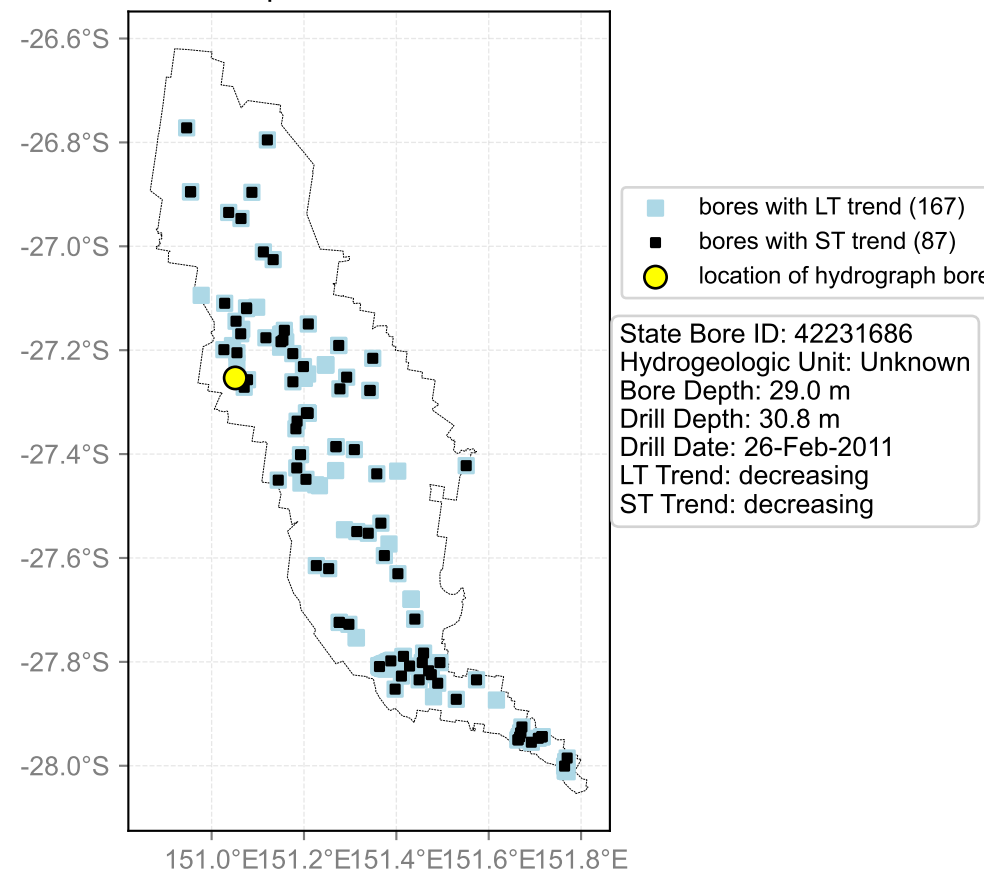 -26.6°S
-26.8°S
-27.0°S
-27.2°S
-27.4°S
-27.6°S
-27.8°S
-28.0°S
151.0°E151.2°E151.4°E151.6°E151.8°E
bores with LT trend (167)
bores with ST trend (87)
location of hydrograph bore
State Bore ID: 42231686
Hydrogeologic Unit: Unknown
Bore Depth: 29.0 m
Drill Depth: 30.8 m
Drill Date: 26-Feb-2011
LT Trend: decreasing
ST Trend: decreasing